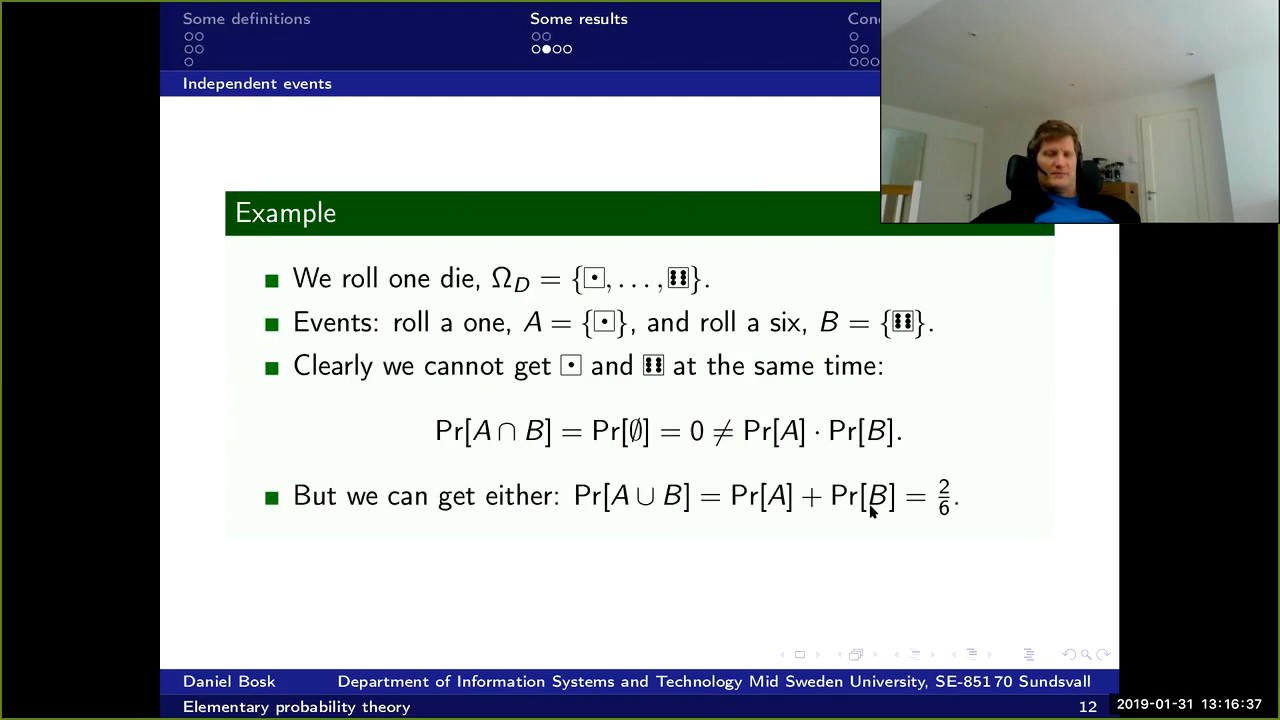 Some definitions
Some results
Independent events
Example
We roll one die, Ω_D = {⚀, . . . , ⚅}.
Events: roll a one, A = {⚀}, and roll a six, B = {⚅}.
Clearly we cannot get ⚀ and ⚅ at the same time:
Pr[A ∩ B] = Pr[∅] = 0 ≠ Pr[A] · Pr[B].
But we can get either: Pr[A ∪ B] = Pr[A] + Pr[B] = 2/6.
Daniel Bosk
Department of Information Systems and Technology Mid Sweden University, SE-851 70 Sundsvall
Elementary probability theory
12
2019-01-31 13:16:37